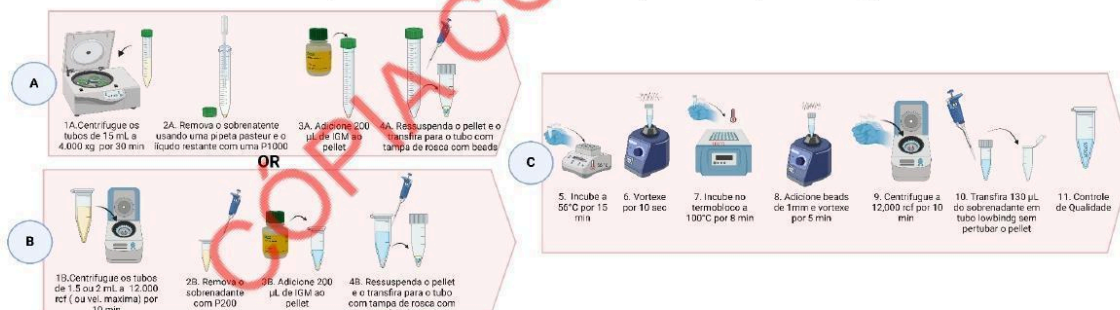 CÓPIA CO
A
1A.Centrifugue os
tubos de 15 mL a
4.000 xg por 30 min
2A. Remova o sobrenatente
usando uma pipeta pasteur e o
líquido restante com uma P1000
3A. Adicione 200
µL de IGM ao
pellet
4A. Ressuspenda o pellet e o
transfira para o tubo com
tampa de rosca com beads
OR
B
1B.Centrifugue os tubos
de 1.5 ou 2 mL a 12.000
rcf ( ou vel. maxima) por
10 min
2B. Remova o
sobrenadante
com P200
3B. Adicione 200
µL de IGM ao
pellet
4B. Ressuspenda o pellet
e o transfira para o tubo
com tampa de rosca com
C
5. Incube a
56°C por 15
min
6. Vortexe
por 10 sec
7. Incube no
termobloco a
100°C por 8 min
8. Adicione beads
de 1mm e vortexe
por 5 min
9. Centrifugue a
12,000 rcf por 10
min
10. Transfira 130 µL
do sobrenadante em
tubo lowbindg sem
pertubar o pellet
11. Controle
de Qualidade